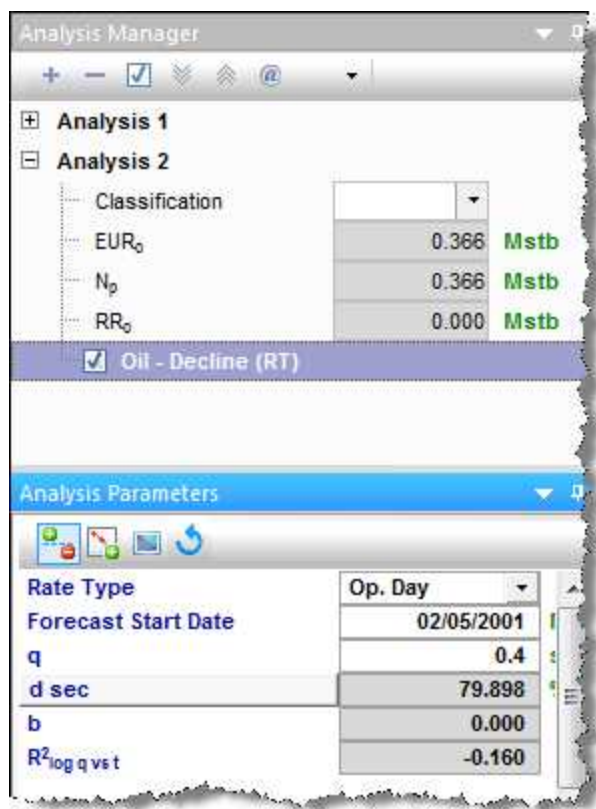 Analysis Manager
@
Analysis 1
Analysis 2
Classification
EURo 0.366 Mstb
Np 0.366 Mstb
RRo 0.000 Mstb
Oil - Decline (RT)
Analysis Parameters
Rate Type Op. Day
Forecast Start Date 02/05/2001
q 0.4
d sec 79.898
b 0.000
R²log q vs t -0.160